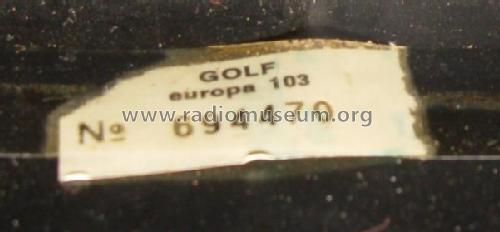 GOLF
europa 103
www.radiomuseum.org
Nº 694470